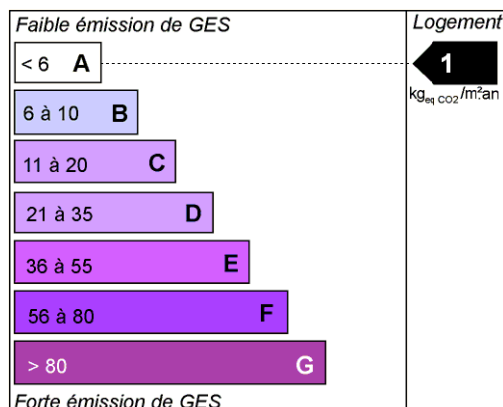 Faible émission de GES
Logement
< 6 A
1
kgeq CO2 /m².an
6 à 10 B
11 à 20 C
21 à 35 D
36 à 55 E
56 à 80 F
> 80 G
Forte émission de GES